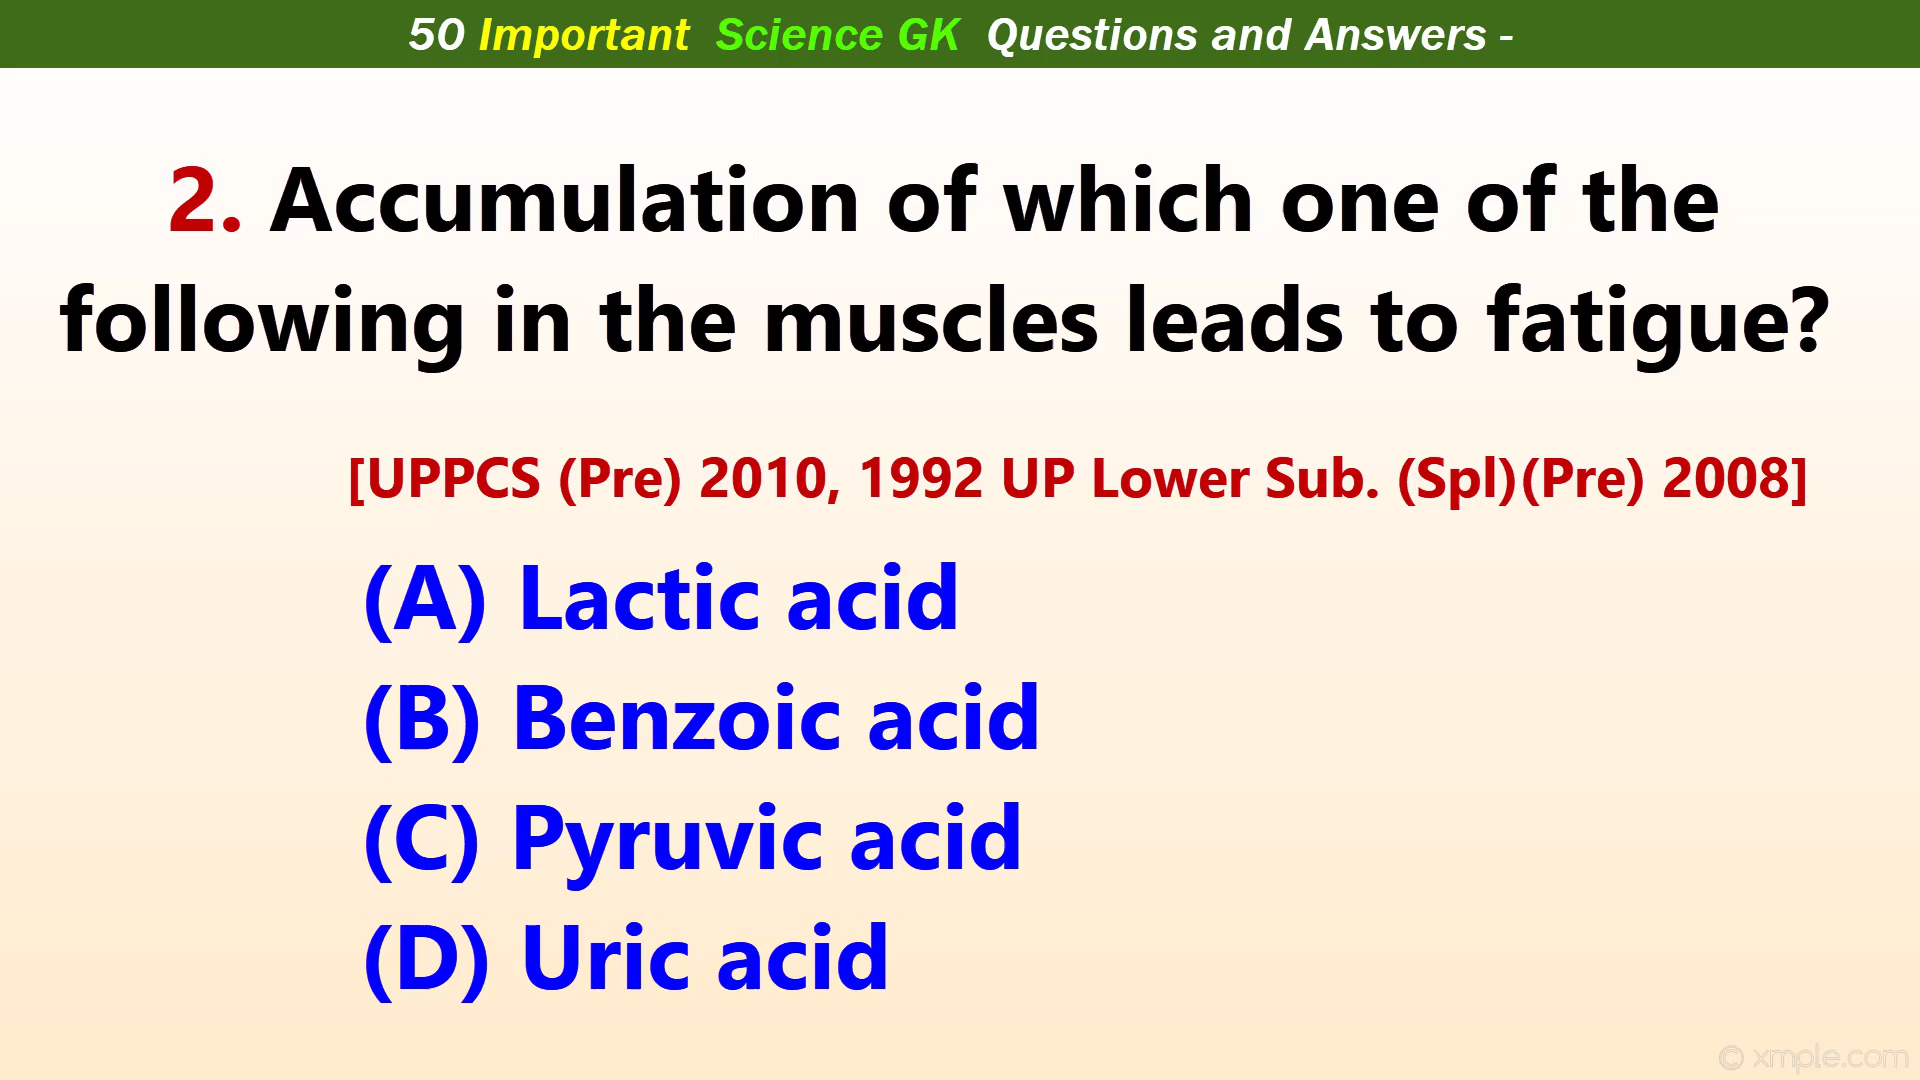 50 Important Science GK Questions and Answers -
2. Accumulation of which one of the
following in the muscles leads to fatigue?
[UPPCS (Pre) 2010, 1992 UP Lower Sub. (Spl)(Pre) 2008]
(A) Lactic acid
(B) Benzoic acid
(C) Pyruvic acid
(D) Uric acid
© xmple.com